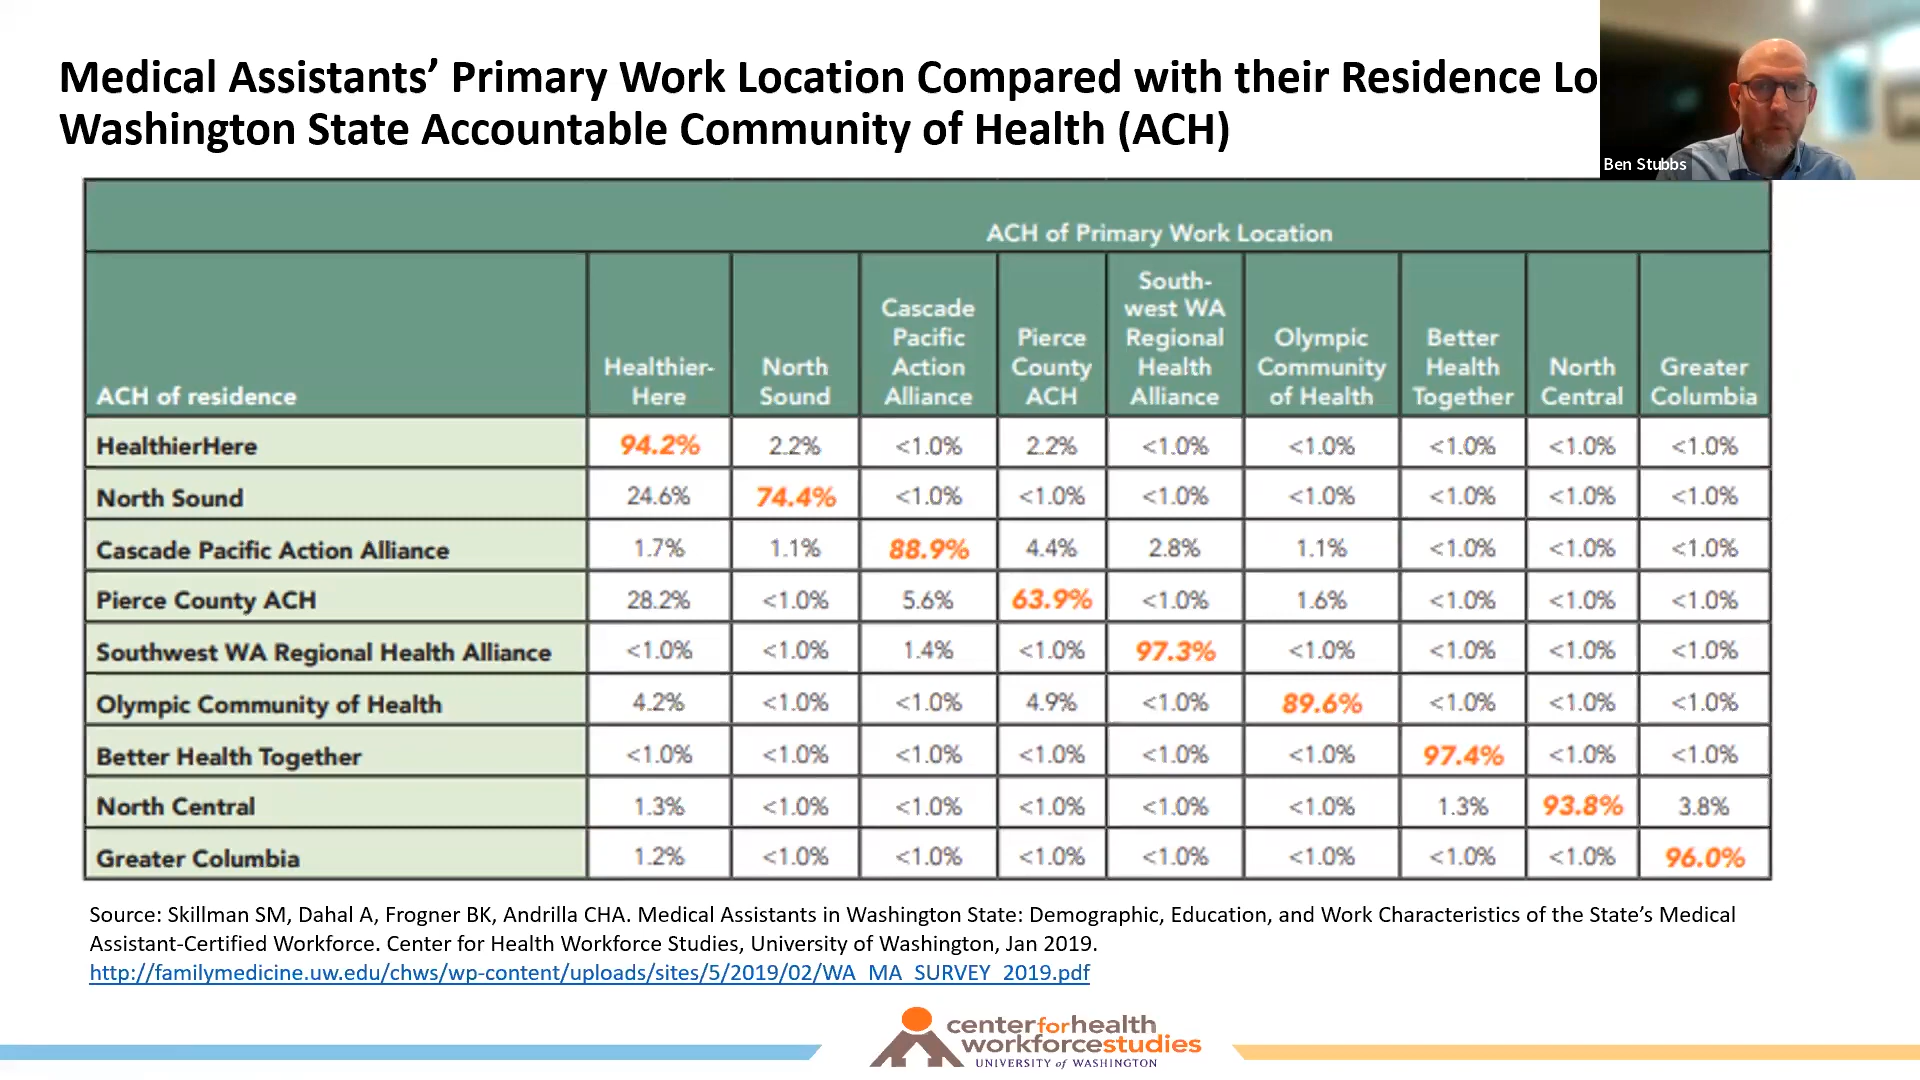 Medical Assistants’ Primary Work Location Compared with their Residence Lo
Washington State Accountable Community of Health (ACH)
Ben Stubbs
ACH of Primary Work Location
ACH of residence | Healthier-Here | North Sound | Cascade Pacific Action Alliance | Pierce County ACH | South-west WA Regional Health Alliance | Olympic Community of Health | Better Health Together | North Central | Greater Columbia
HealthierHere | 94.2% | 2.2% | <1.0% | 2.2% | <1.0% | <1.0% | <1.0% | <1.0% | <1.0%
North Sound | 24.6% | 74.4% | <1.0% | <1.0% | <1.0% | <1.0% | <1.0% | <1.0% | <1.0%
Cascade Pacific Action Alliance | 1.7% | 1.1% | 88.9% | 4.4% | 2.8% | 1.1% | <1.0% | <1.0% | <1.0%
Pierce County ACH | 28.2% | <1.0% | 5.6% | 63.9% | <1.0% | 1.6% | <1.0% | <1.0% | <1.0%
Southwest WA Regional Health Alliance | <1.0% | <1.0% | 1.4% | <1.0% | 97.3% | <1.0% | <1.0% | <1.0% | <1.0%
Olympic Community of Health | 4.2% | <1.0% | <1.0% | 4.9% | <1.0% | 89.6% | <1.0% | <1.0% | <1.0%
Better Health Together | <1.0% | <1.0% | <1.0% | <1.0% | <1.0% | <1.0% | 97.4% | <1.0% | <1.0%
North Central | 1.3% | <1.0% | <1.0% | <1.0% | <1.0% | <1.0% | 1.3% | 93.8% | 3.8%
Greater Columbia | 1.2% | <1.0% | <1.0% | <1.0% | <1.0% | <1.0% | <1.0% | <1.0% | 96.0%
Source: Skillman SM, Dahal A, Frogner BK, Andrilla CHA. Medical Assistants in Washington State: Demographic, Education, and Work Characteristics of the State’s Medical
Assistant-Certified Workforce. Center for Health Workforce Studies, University of Washington, Jan 2019.
http://familymedicine.uw.edu/chws/wp-content/uploads/sites/5/2019/02/WA_MA_SURVEY_2019.pdf
centerforhealth
workforcestudies
UNIVERSITY of WASHINGTON